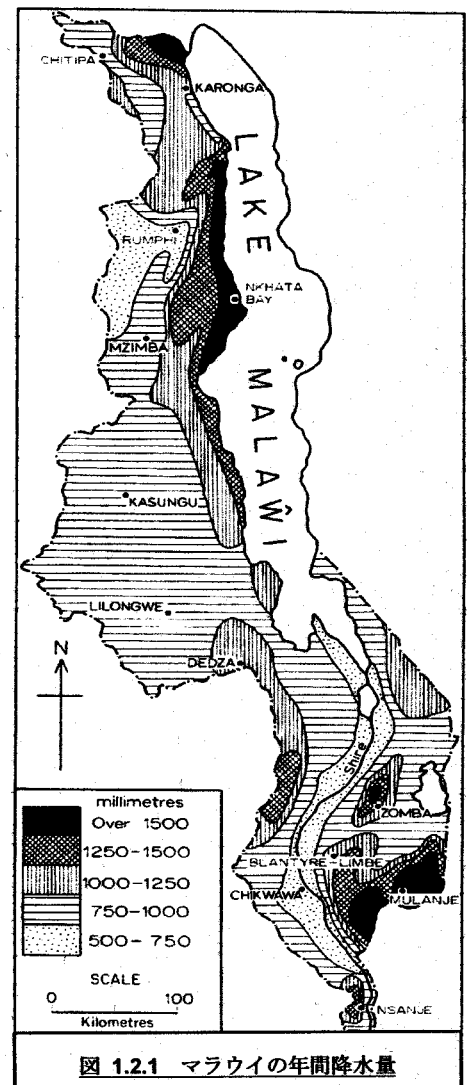 CHITIPA
KARONGA
LAKE
RUMPHI
NKHATA
BAY
MZIMBA
MALAŴI
KASUNGU
LILONGWE
N
DEDZA
Shire
ZOMBA
BLANTYRE-LIMBE
CHIKWAWA
MULANJE
NSANJE
millimetres
Over 1500
1250-1500
1000-1250
750-1000
500-750
SCALE
0 100
Kilometres
図 1.2.1 マラウイの年間降水量